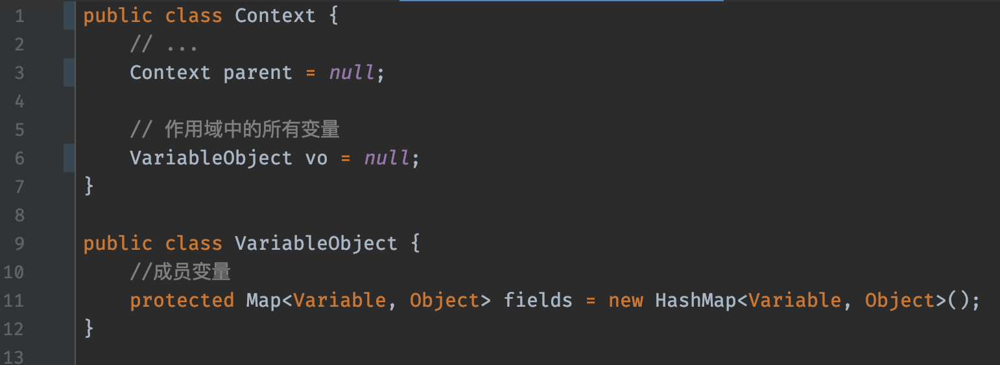 1 public class Context {
2 // ...
3 Context parent = null;
4
5 // 作用域中的所有变量
6 VariableObject vo = null;
7 }
8
9 public class VariableObject {
10 //成员变量
11 protected Map<Variable, Object> fields = new HashMap<Variable, Object>();
12 }
13